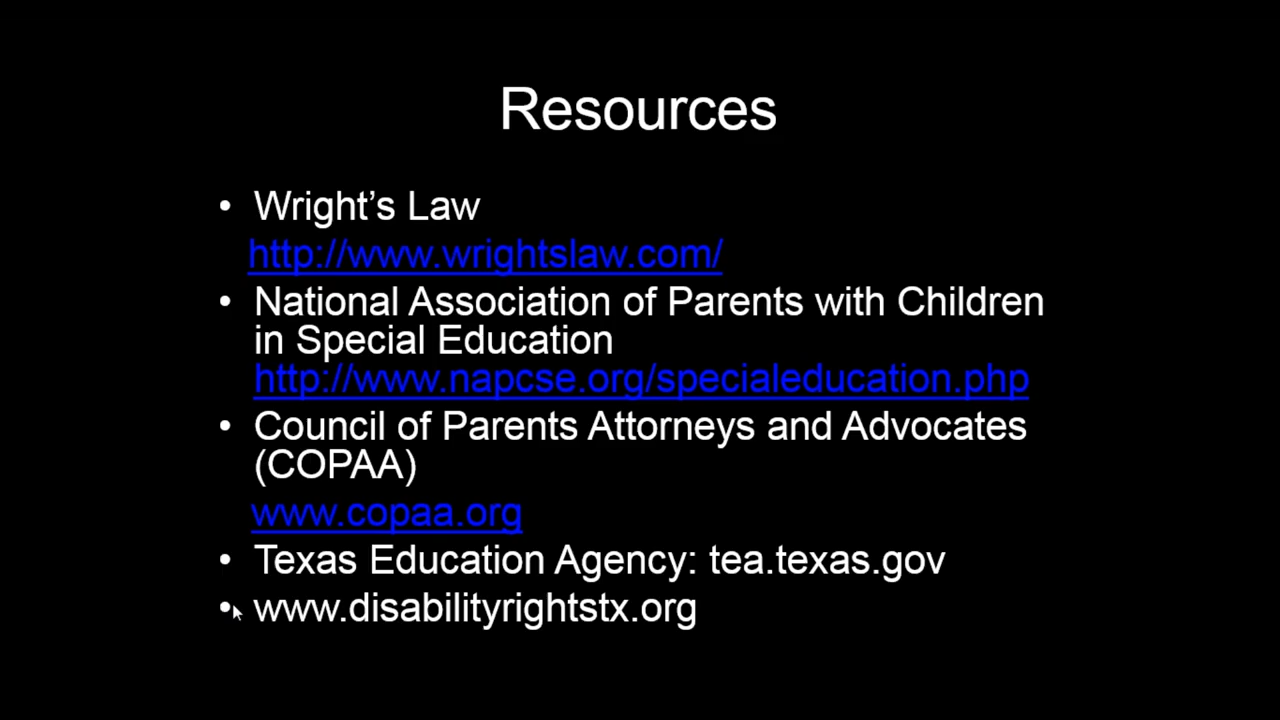 Resources
• Wright’s Law
http://www.wrightslaw.com/
• National Association of Parents with Children
in Special Education
http://www.napcse.org/specialeducation.php
• Council of Parents Attorneys and Advocates
(COPAA)
www.copaa.org
• Texas Education Agency: tea.texas.gov
• www.disabilityrightstx.org